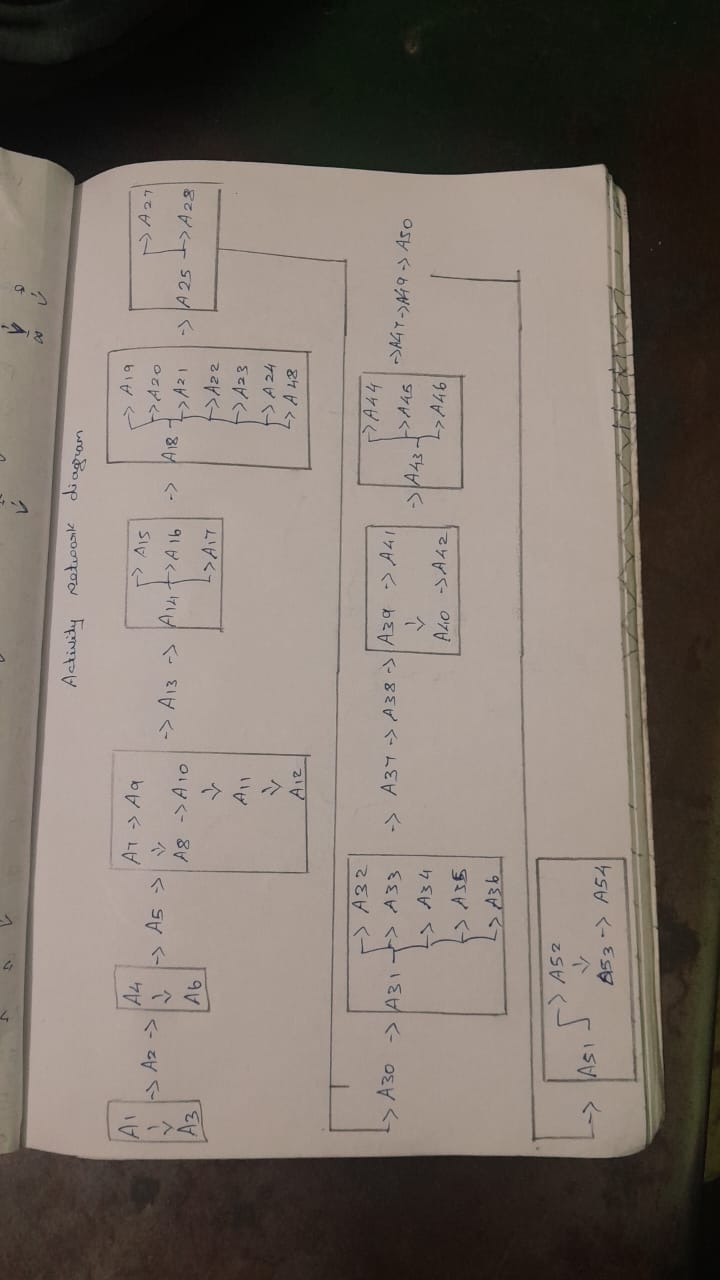 Activity network diagram
A1 -> A2 -> A4 -> A5 -> A7 -> A9 -> A13 -> A14 -> A15 -> A18 -> A19 -> A25 -> A27
↓
A3
↓
A6
↓
A8 -> A10
↓
A11
↓
A12
-> A16
-> A17
-> A20
-> A21
-> A22
-> A23
-> A24
-> A48
-> A28
-> A30 -> A31 -> A32 -> A37 -> A38 -> A39 -> A41 -> A43 -> A44 -> A47 -> A49 -> A50
-> A33
-> A34
-> A35
-> A36
↓
A40 -> A42
-> A45
-> A46
-> A51 -> A52
↓
A53 -> A54